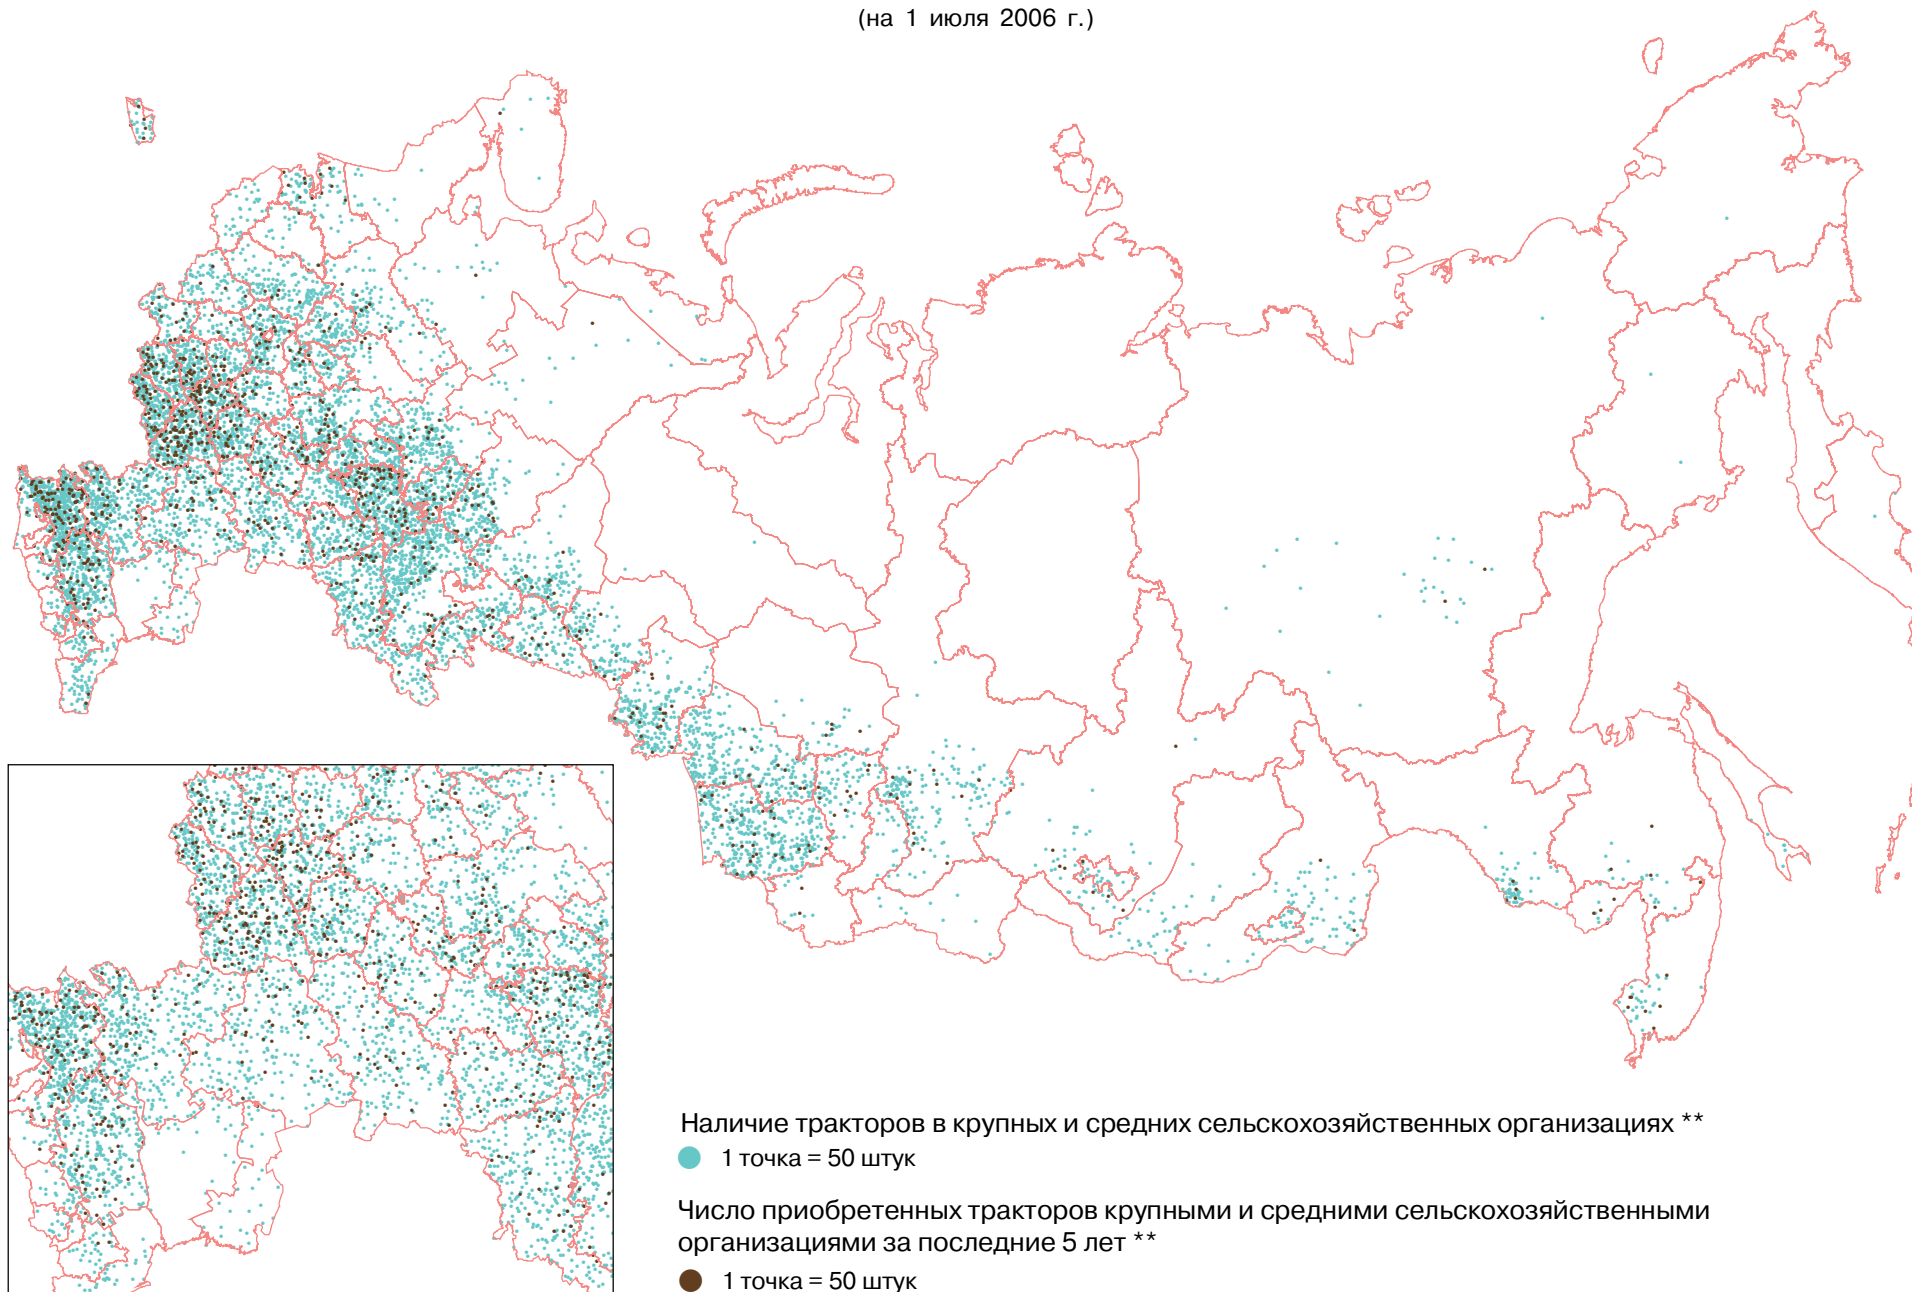 (на 1 июля 2006 г.)
Наличие тракторов в крупных и средних сельскохозяйственных организациях **
1 точка = 50 штук
Число приобретенных тракторов крупными и средними сельскохозяйственными
организациями за последние 5 лет **
1 точка = 50 штук